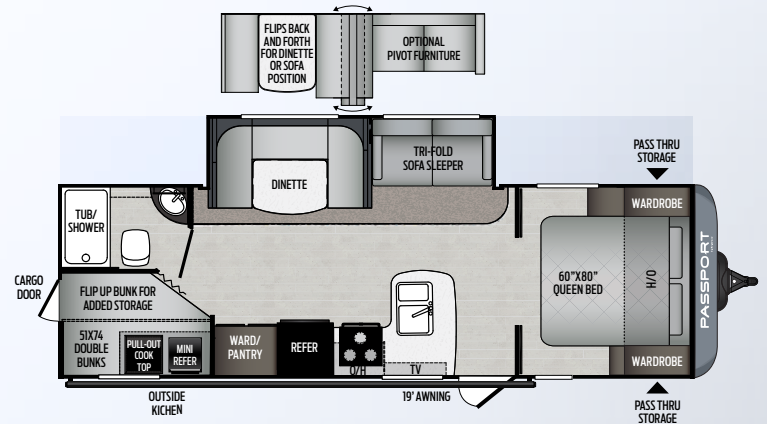 FLIPS BACK
AND FORTH
FOR DINETTE
OR SOFA
POSITION
OPTIONAL
PIVOT FURNITURE
PASS THRU
STORAGE
TRI-FOLD
SOFA SLEEPER
DINETTE
WARDROBE
TUB/
SHOWER
CARGO
DOOR
FLIP UP BUNK FOR
ADDED STORAGE
60"X80"
QUEEN BED
H/O
PASSPORT
51X74
DOUBLE
BUNKS
PULL-OUT
COOK
TOP
MINI
REFER
WARD/
PANTRY
REFER
O/H
TV
WARDROBE
OUTSIDE
KICHEN
19' AWNING
PASS THRU
STORAGE